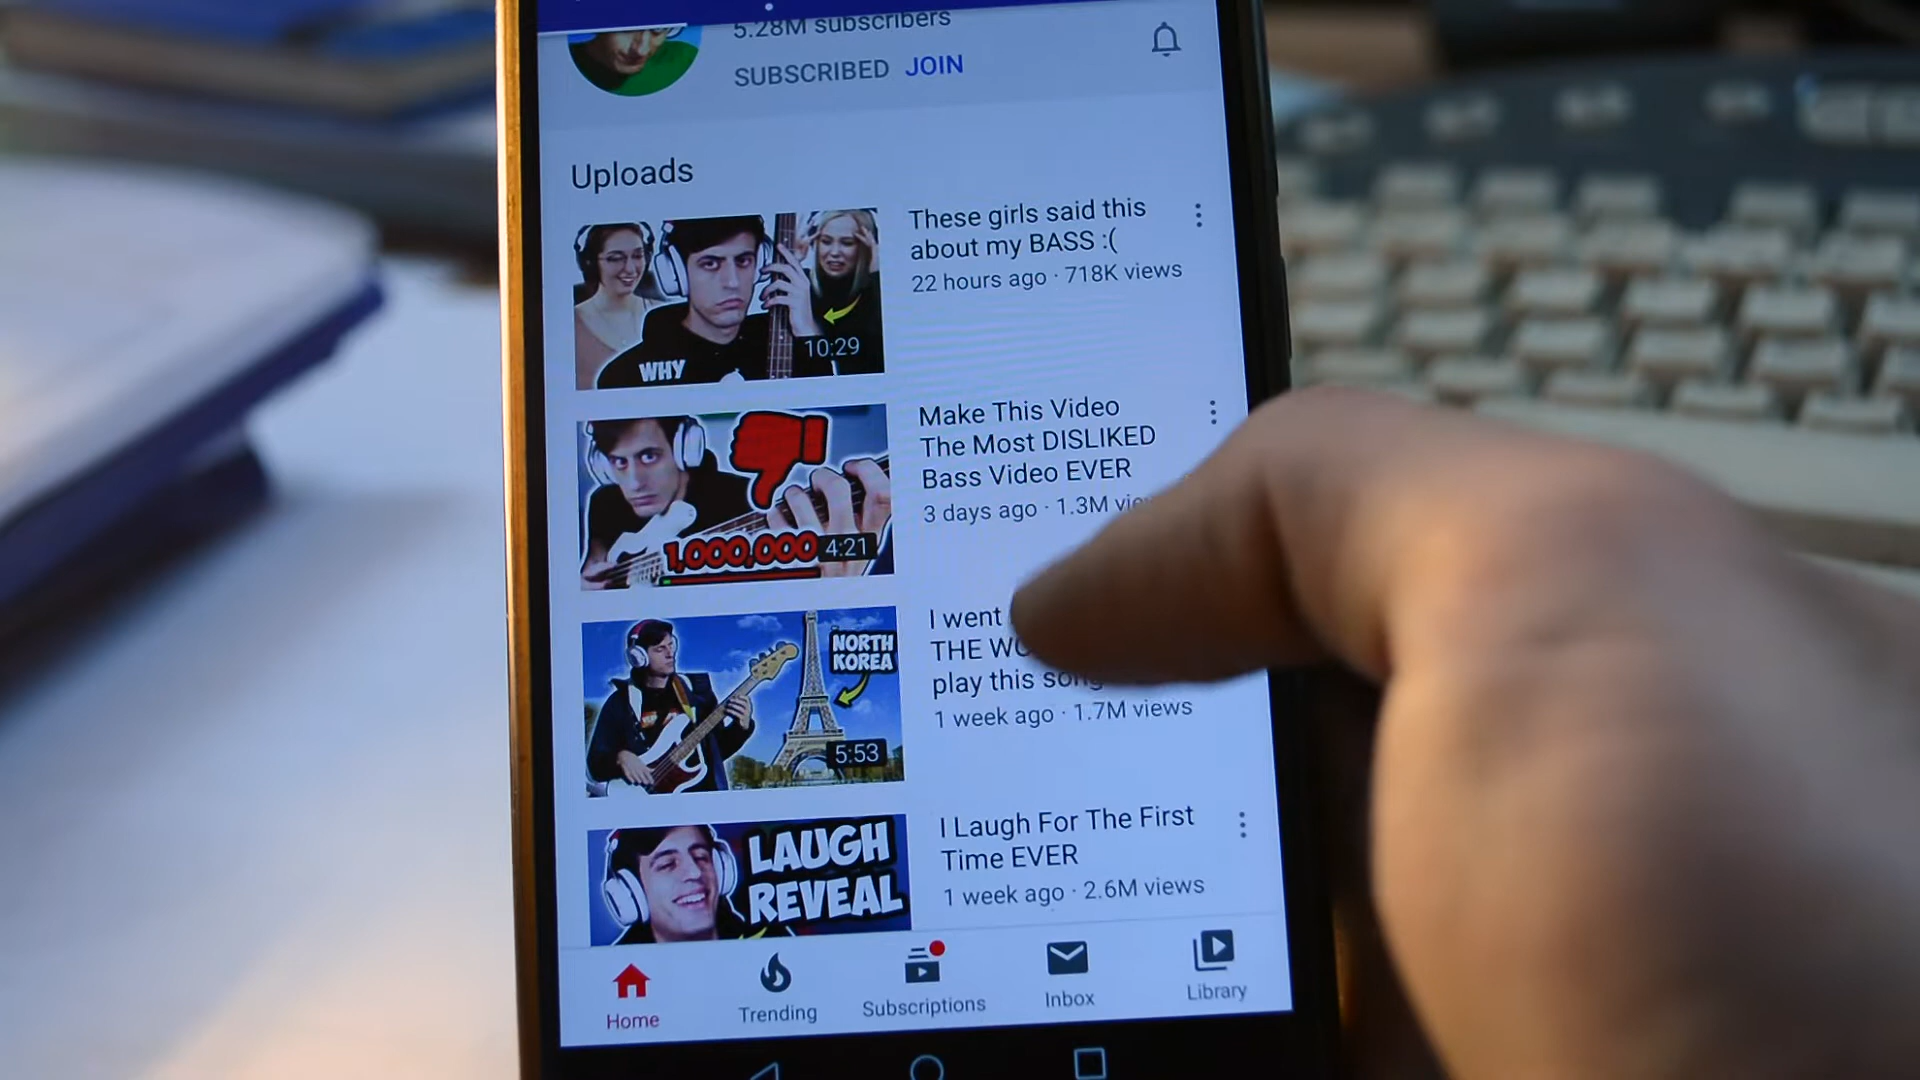 5.28M subscribers
SUBSCRIBED JOIN
Uploads
These girls said this
about my BASS :(
22 hours ago · 718K views
WHY
10:29
Make This Video
The Most DISLIKED
Bass Video EVER
3 days ago · 1.3M
1,000,000
4:21
I went
THE
play this
1 week ago · 1.7M views
NORTH
KOREA
5:53
I Laugh For The First
Time EVER
1 week ago · 2.6M views
LAUGH
REVEAL
Home
Trending
Subscriptions
Inbox
Library